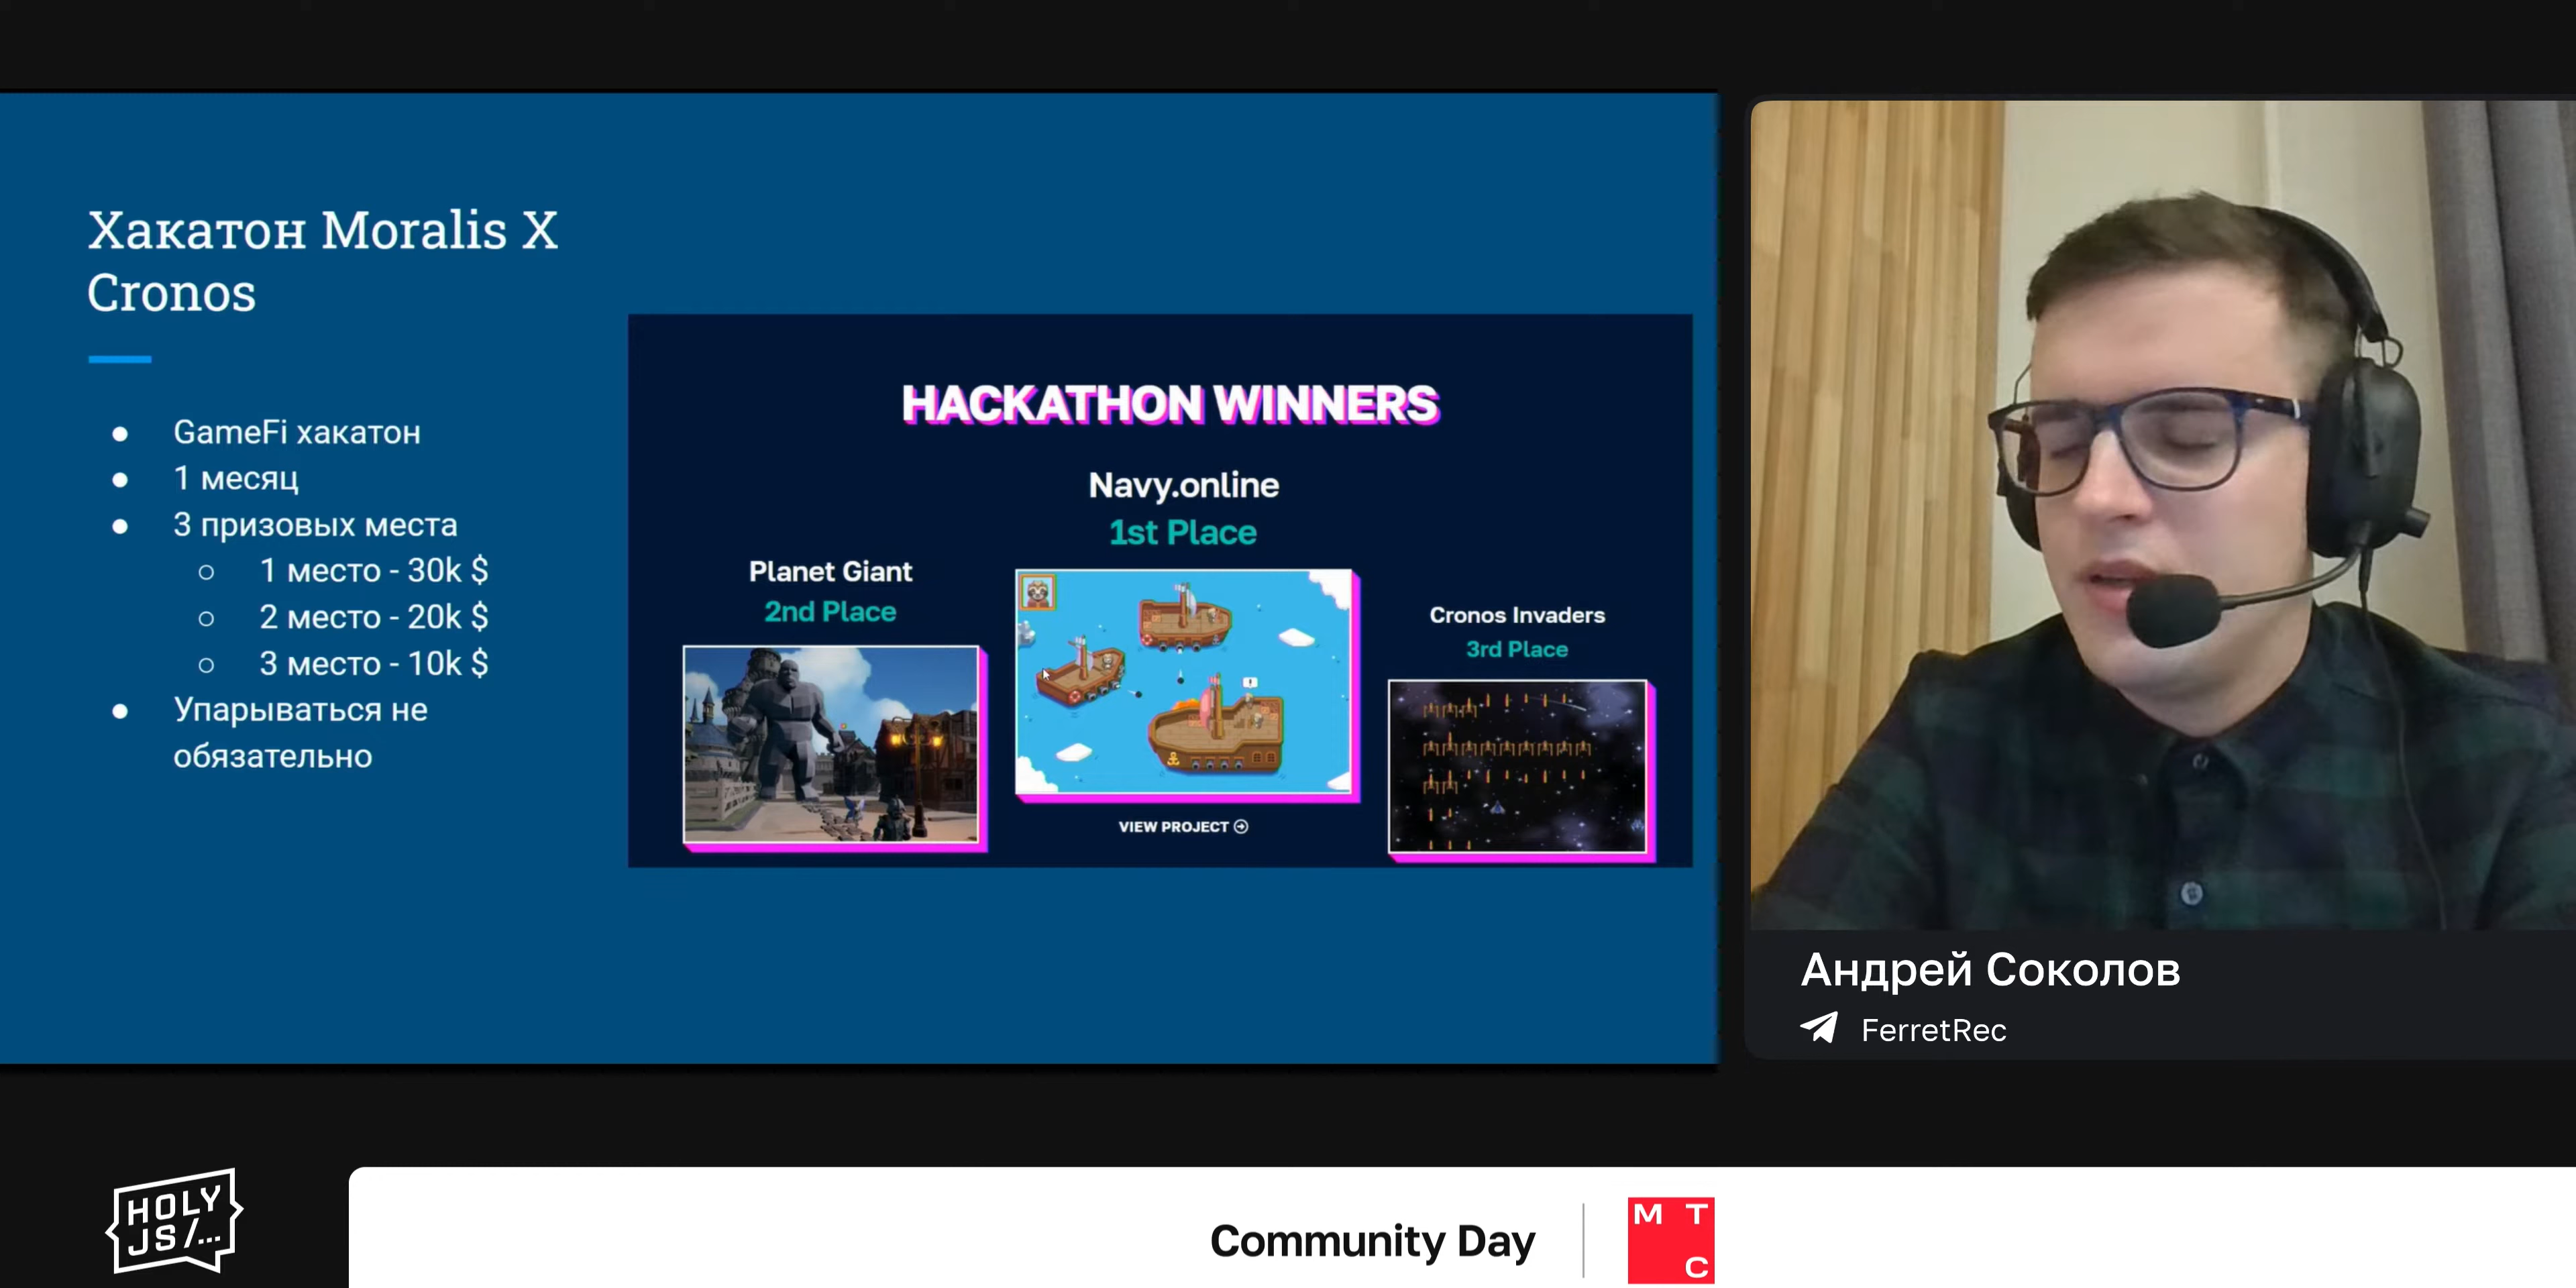 Хакатон Moralis X
Cronos
GameFi хакатон
1 месяц
3 призовых места
1 место - 30k $
2 место - 20k $
3 место - 10k $
Упарываться не
обязательно
HACKATHON WINNERS
Navy.online
1st Place
Planet Giant
2nd Place
Cronos Invaders
3rd Place
VIEW PROJECT
Андрей Соколов
FerretRec
HOLY
JS/...
Community Day
М Т
С